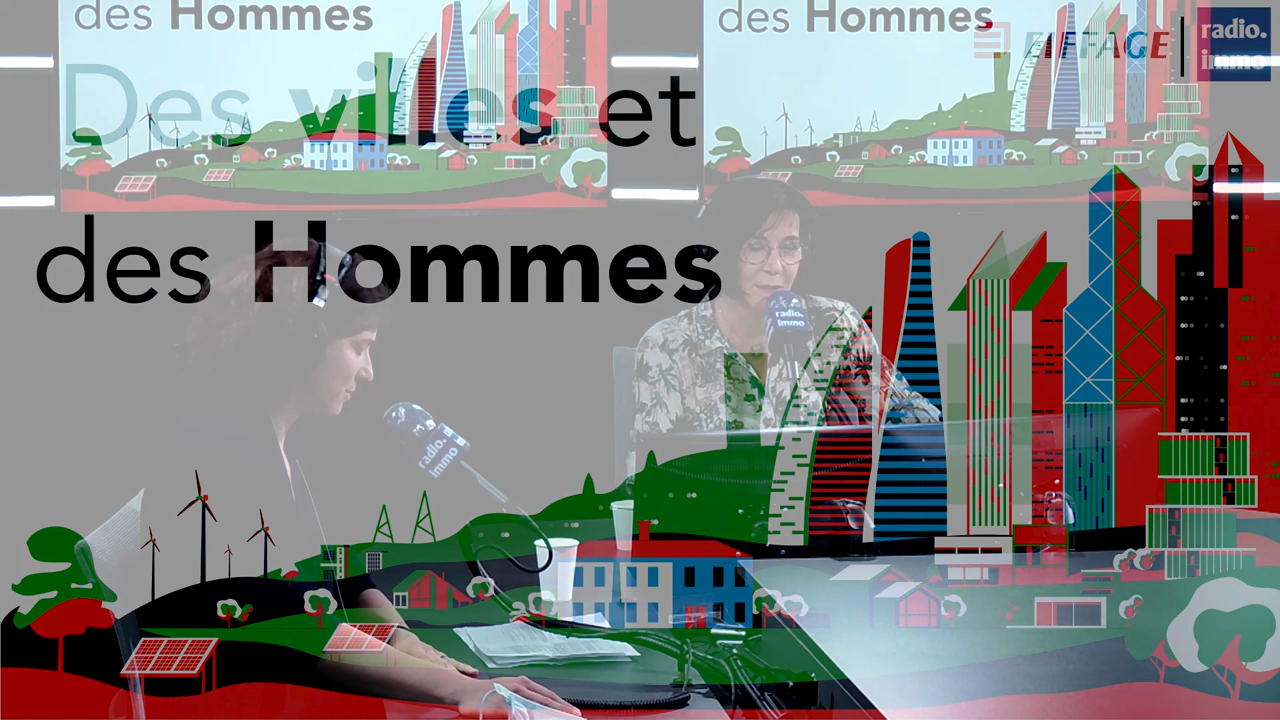 des Hommes
des Hommes
EIFFAGE
radio.
immo
Des villes et
des Hommes
radio.
immo
radio.
immo